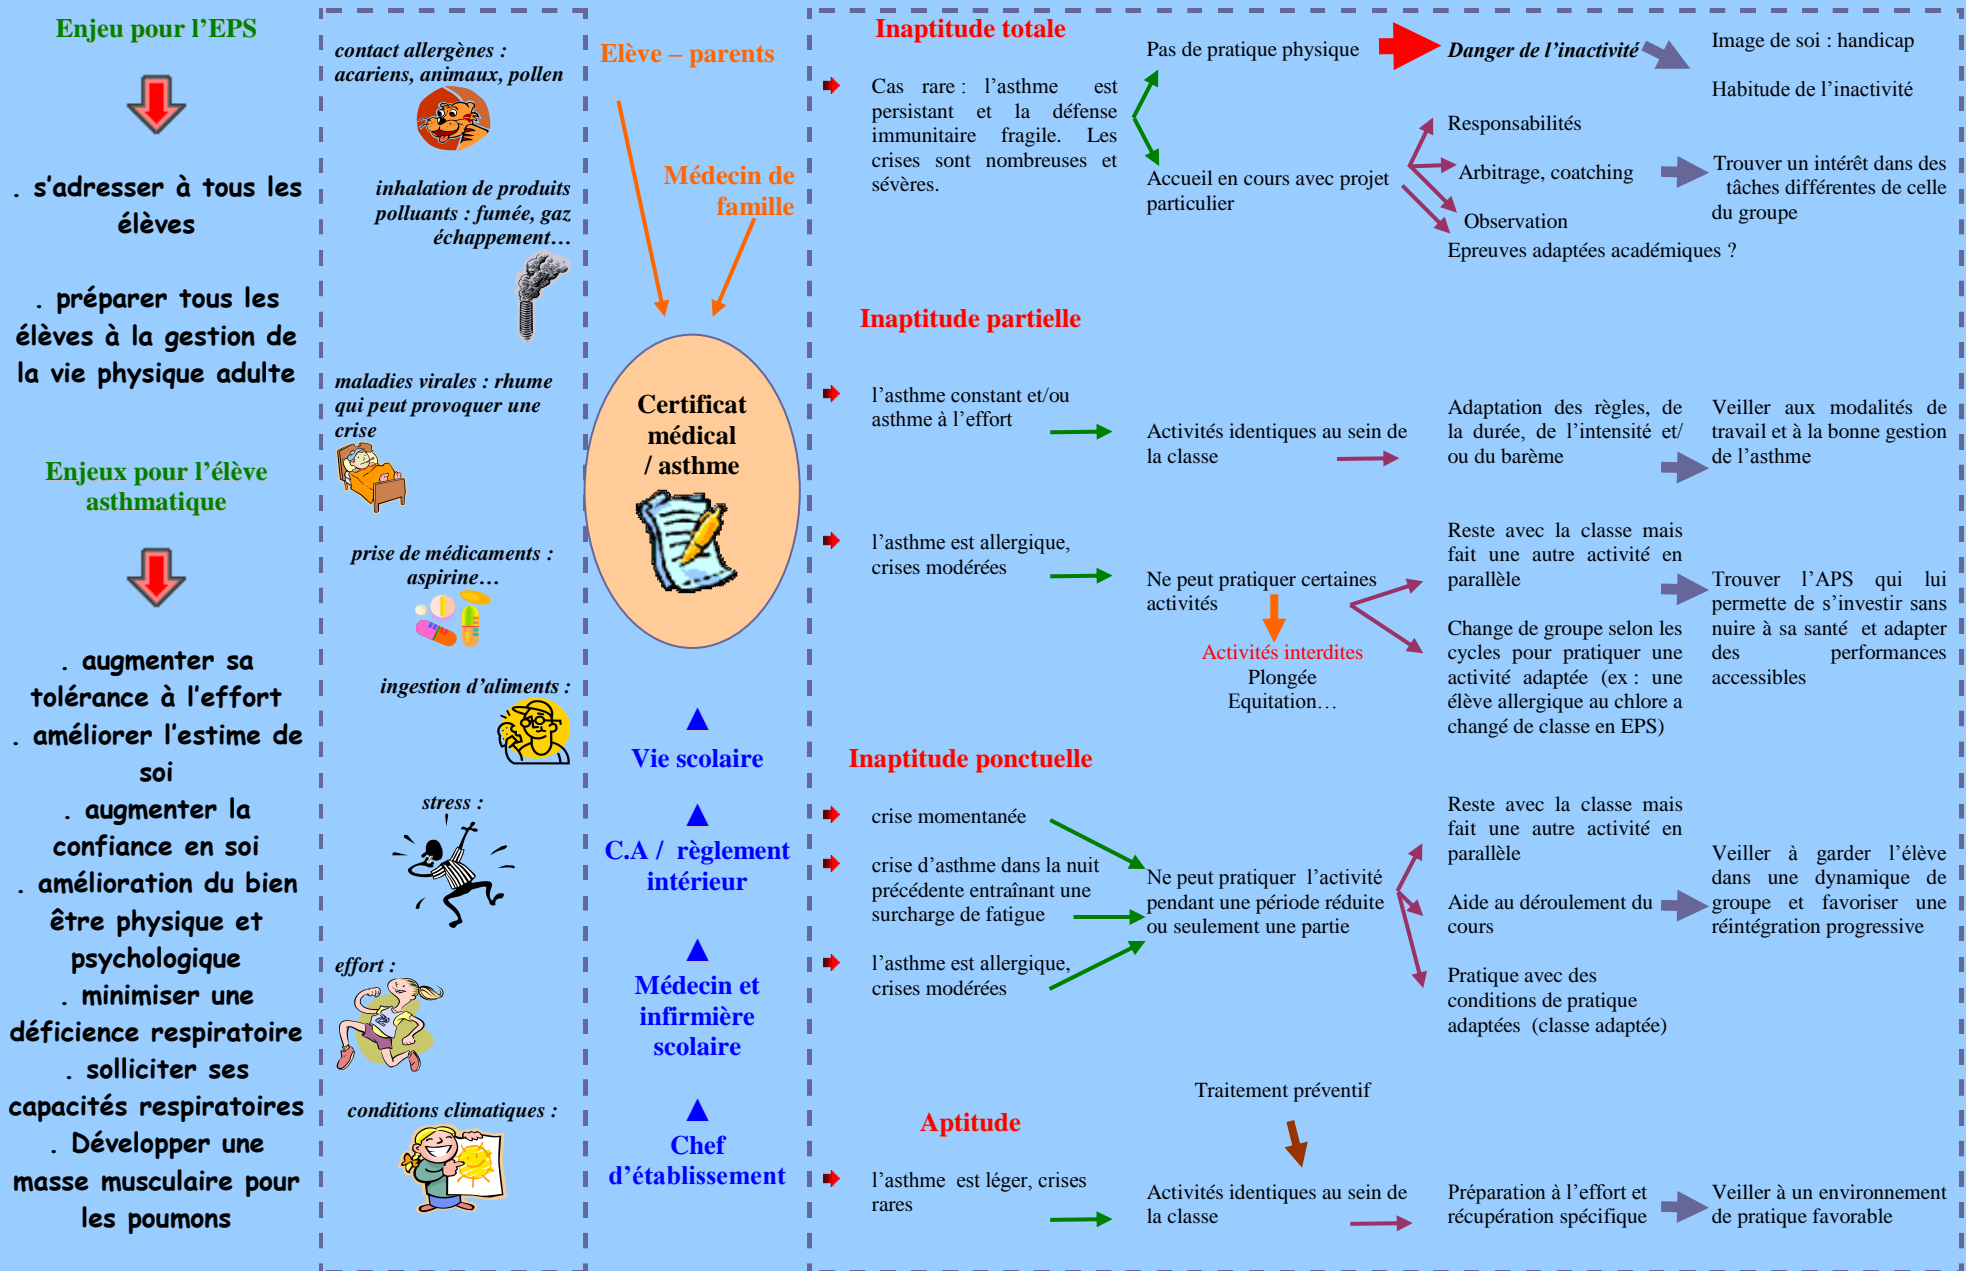 Enjeu pour l’EPS
. s'adresser à tous les
élèves
. préparer tous les
élèves à la gestion de
la vie physique adulte
Enjeux pour l’élève
asthmatique
. augmenter sa
tolérance à l'effort
. améliorer l'estime de
soi
. augmenter la
confiance en soi
. amélioration du bien
être physique et
psychologique
. minimiser une
déficience respiratoire
. solliciter ses
capacités respiratoires
. Développer une
masse musculaire pour
les poumons
contact allergènes :
acariens, animaux, pollen
inhalation de produits
polluants : fumée, gaz
échappement…
maladies virales : rhume
qui peut provoquer une
crise
prise de médicaments :
aspirine…
ingestion d’aliments :
stress :
effort :
conditions climatiques :
Elève – parents
Médecin de
famille
Certificat
médical
/ asthme
Vie scolaire
C.A / règlement
intérieur
Médecin et
infirmière
scolaire
Chef
d’établissement
Inaptitude totale
Cas rare : l’asthme est
persistant et la défense
immunitaire fragile. Les
crises sont nombreuses et
sévères.
Pas de pratique physique
Danger de l’inactivité
Image de soi : handicap
Habitude de l’inactivité
Accueil en cours avec projet
particulier
Responsabilités
Arbitrage, coatching
Observation
Epreuves adaptées académiques ?
Trouver un intérêt dans des
tâches différentes de celle
du groupe
Inaptitude partielle
l’asthme constant et/ou
asthme à l’effort
Activités identiques au sein de
la classe
Adaptation des règles, de
la durée, de l’intensité et/
ou du barème
Veiller aux modalités de
travail et à la bonne gestion
de l’asthme
l’asthme est allergique,
crises modérées
Ne peut pratiquer certaines
activités
Activités interdites
Plongée
Equitation…
Reste avec la classe mais
fait une autre activité en
parallèle
Change de groupe selon les
cycles pour pratiquer une
activité adaptée (ex : une
élève allergique au chlore a
changé de classe en EPS)
Trouver l’APS qui lui
permette de s’investir sans
nuire à sa santé et adapter
des performances
accessibles
Inaptitude ponctuelle
crise momentanée
crise d’asthme dans la nuit
précédente entraînant une
surcharge de fatigue
l’asthme est allergique,
crises modérées
Ne peut pratiquer l’activité
pendant une période réduite
ou seulement une partie
Reste avec la classe mais
fait une autre activité en
parallèle
Aide au déroulement du
cours
Pratique avec des
conditions de pratique
adaptées (classe adaptée)
Veiller à garder l’élève
dans une dynamique de
groupe et favoriser une
réintégration progressive
Aptitude
l’asthme est léger, crises
rares
Traitement préventif
Activités identiques au sein de
la classe
Préparation à l’effort et
récupération spécifique
Veiller à un environnement
de pratique favorable